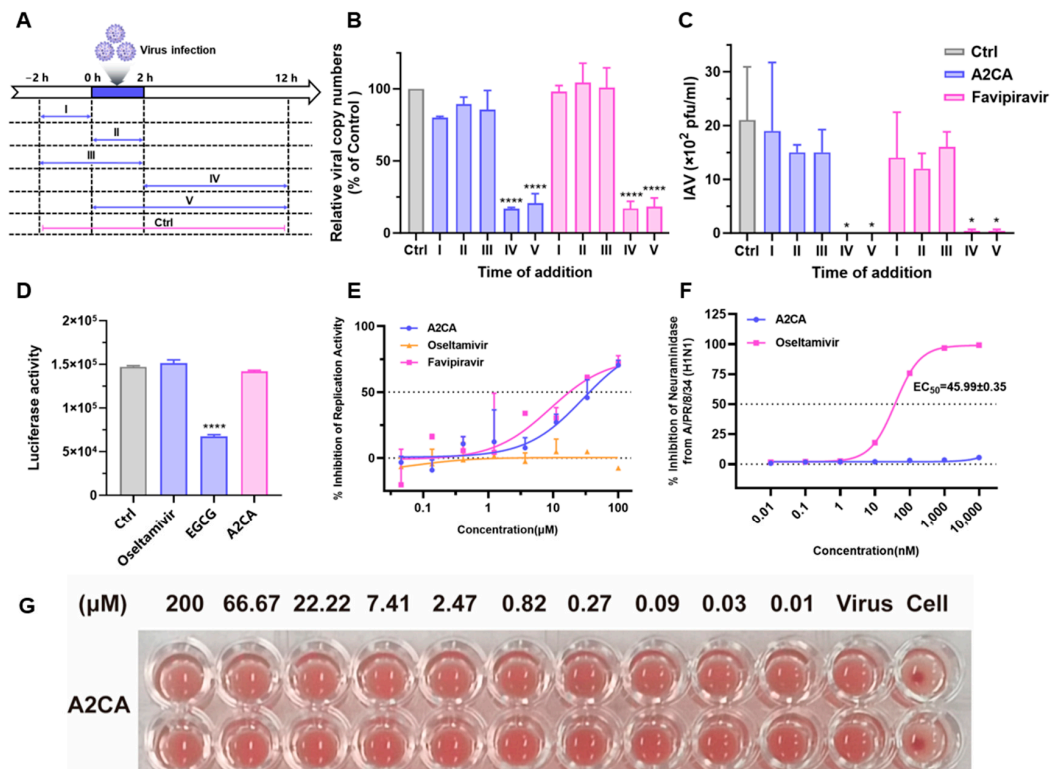 A
Virus infection
−2 h 0 h 2 h 12 h
I
II
III
IV
V
Ctrl
B
Relative viral copy numbers
(% of Control)
100
50
0
****
****
****
****
Ctrl I II III IV V I II III IV V
Time of addition
C
IAV (×10² pfu/ml)
30
20
10
0
Ctrl
A2CA
Favipiravir
* * * *
Ctrl I II III IV V I II III IV V
Time of addition
D
Luciferase activity
2×10⁵
1.5×10⁵
1×10⁵
5×10⁴
0
****
Ctrl
Oseltamivir
EGCG
A2CA
E
A2CA
Oseltamivir
Favipiravir
% Inhibition of Replication Activity
100
50
0
0.1 1 10 100
Concentration(μM)
F
A2CA
Oseltamivir
% Inhibition of Neuraminidase
from A/PR/8/34 (H1N1)
125
100
75
50
25
0
EC₅₀=45.99±0.35
0.01 0.1 1 10 100 1,000 10,000
Concentration(nM)
G
(μM) 200 66.67 22.22 7.41 2.47 0.82 0.27 0.09 0.03 0.01 Virus Cell
A2CA